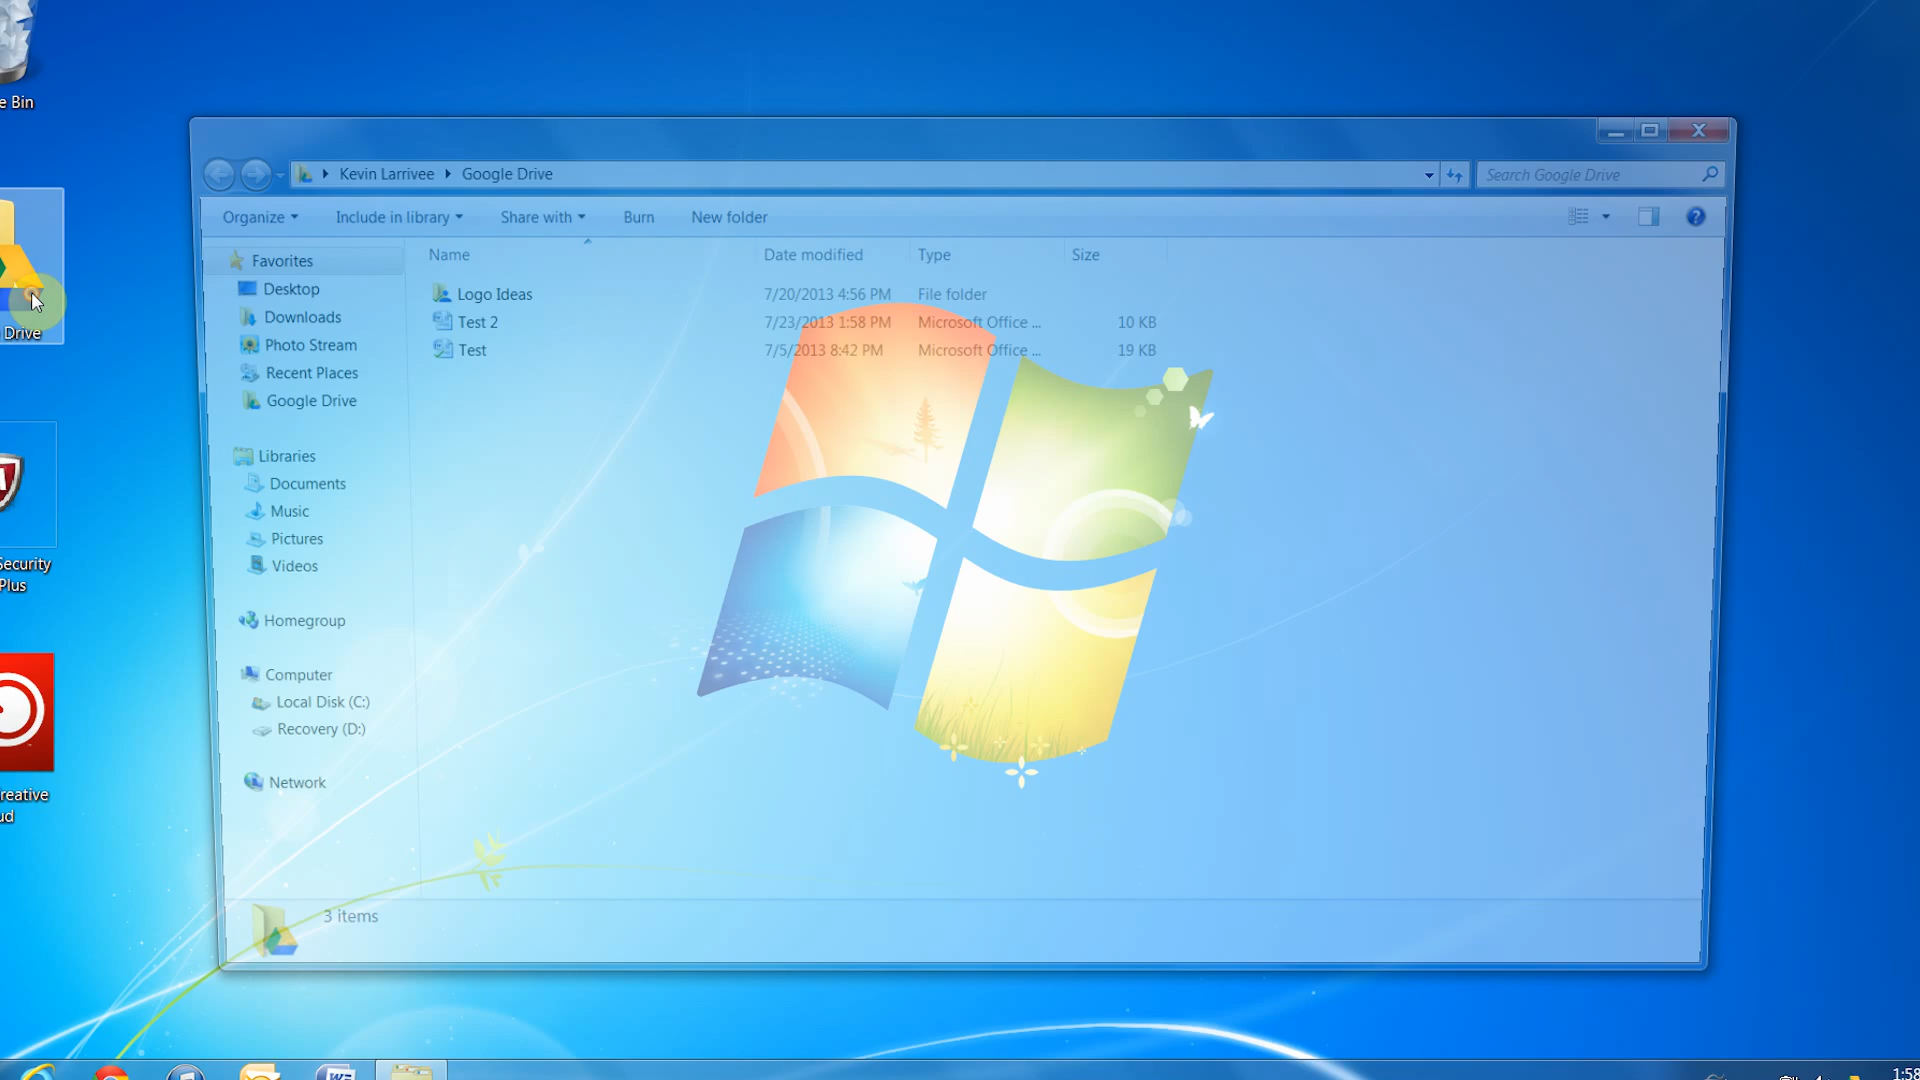 e Bin
Drive
Security
Plus
reative
ud
Kevin Larrivee Google Drive
Search Google Drive
Organize Include in library Share with Burn New folder
Name Date modified Type Size
Favorites
Desktop
Downloads
Photo Stream
Recent Places
Google Drive
Libraries
Documents
Music
Pictures
Videos
Homegroup
Computer
Local Disk (C:)
Recovery (D:)
Network
Logo Ideas 7/20/2013 4:56 PM File folder
Test 2 7/23/2013 1:58 PM Microsoft Office ... 10 KB
Test 7/5/2013 8:42 PM Microsoft Office ... 19 KB
3 items
1:58